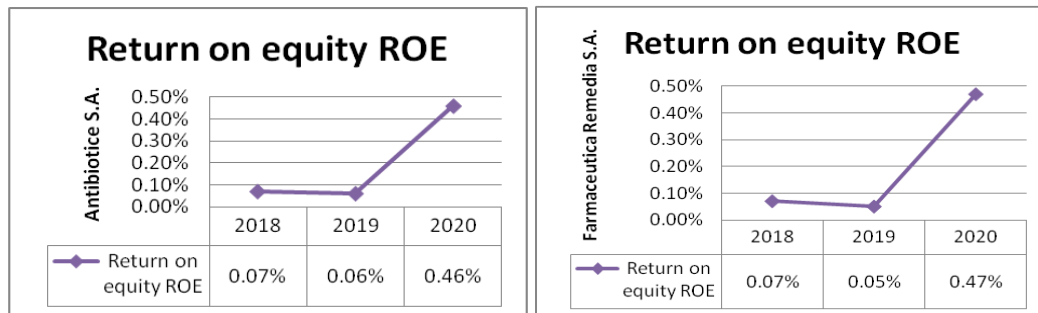 Return on equity ROE
Antibiotice S.A.
0.50%
0.40%
0.30%
0.20%
0.10%
0.00%
2018 2019 2020
Return on equity ROE 0.07% 0.06% 0.46%
Return on equity ROE
Farmaceutica Remedia S.A.
0.50%
0.40%
0.30%
0.20%
0.10%
0.00%
2018 2019 2020
Return on equity ROE 0.07% 0.05% 0.47%